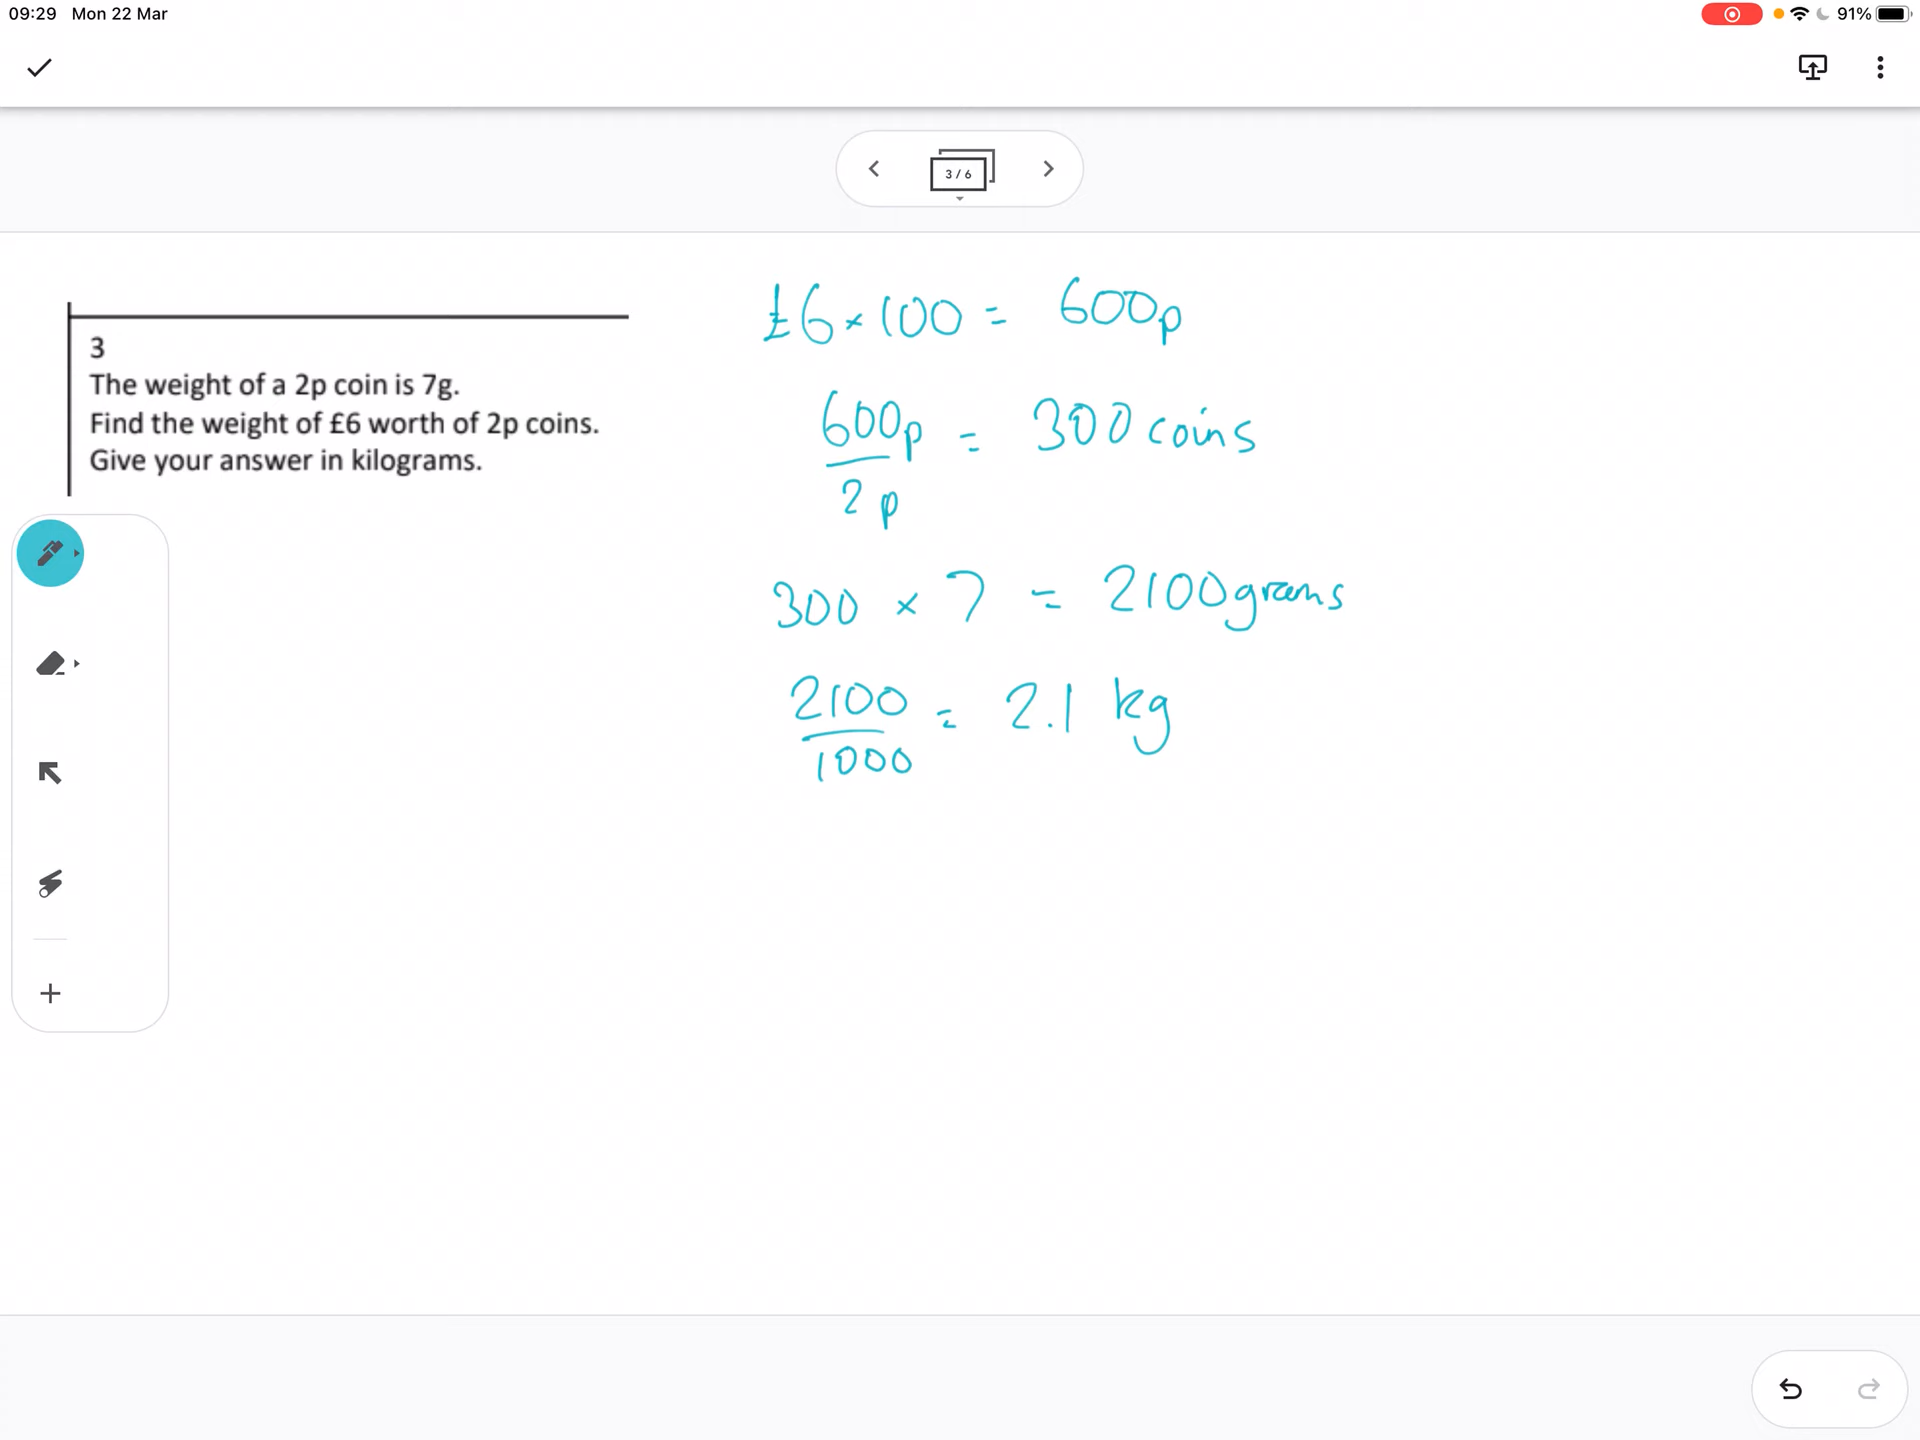 09:29 Mon 22 Mar
91%
3 / 6
3
The weight of a 2p coin is 7g.
Find the weight of £6 worth of 2p coins.
Give your answer in kilograms.
£6 × 100 = 600p
600p
2p
= 300 coins
300 × 7 = 2100 grams
2100
1000
= 2.1 kg